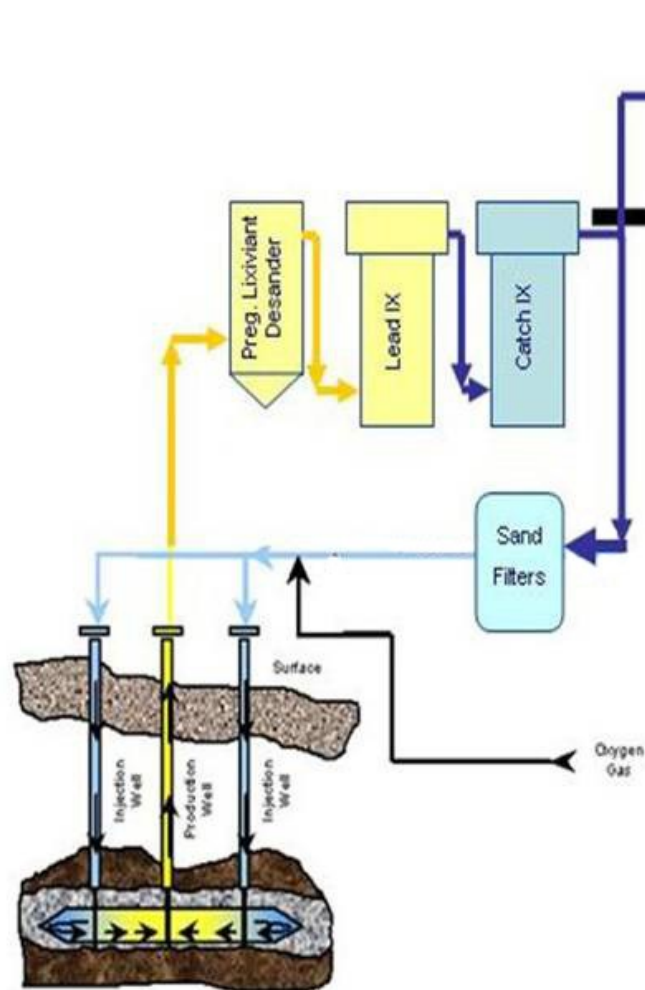 Preg. Lixiviant
Desander
Lead IX
Catch IX
Sand
Filters
Surface
Oxygen
Gas
Injection
Well
Production
Well
Injection
Well